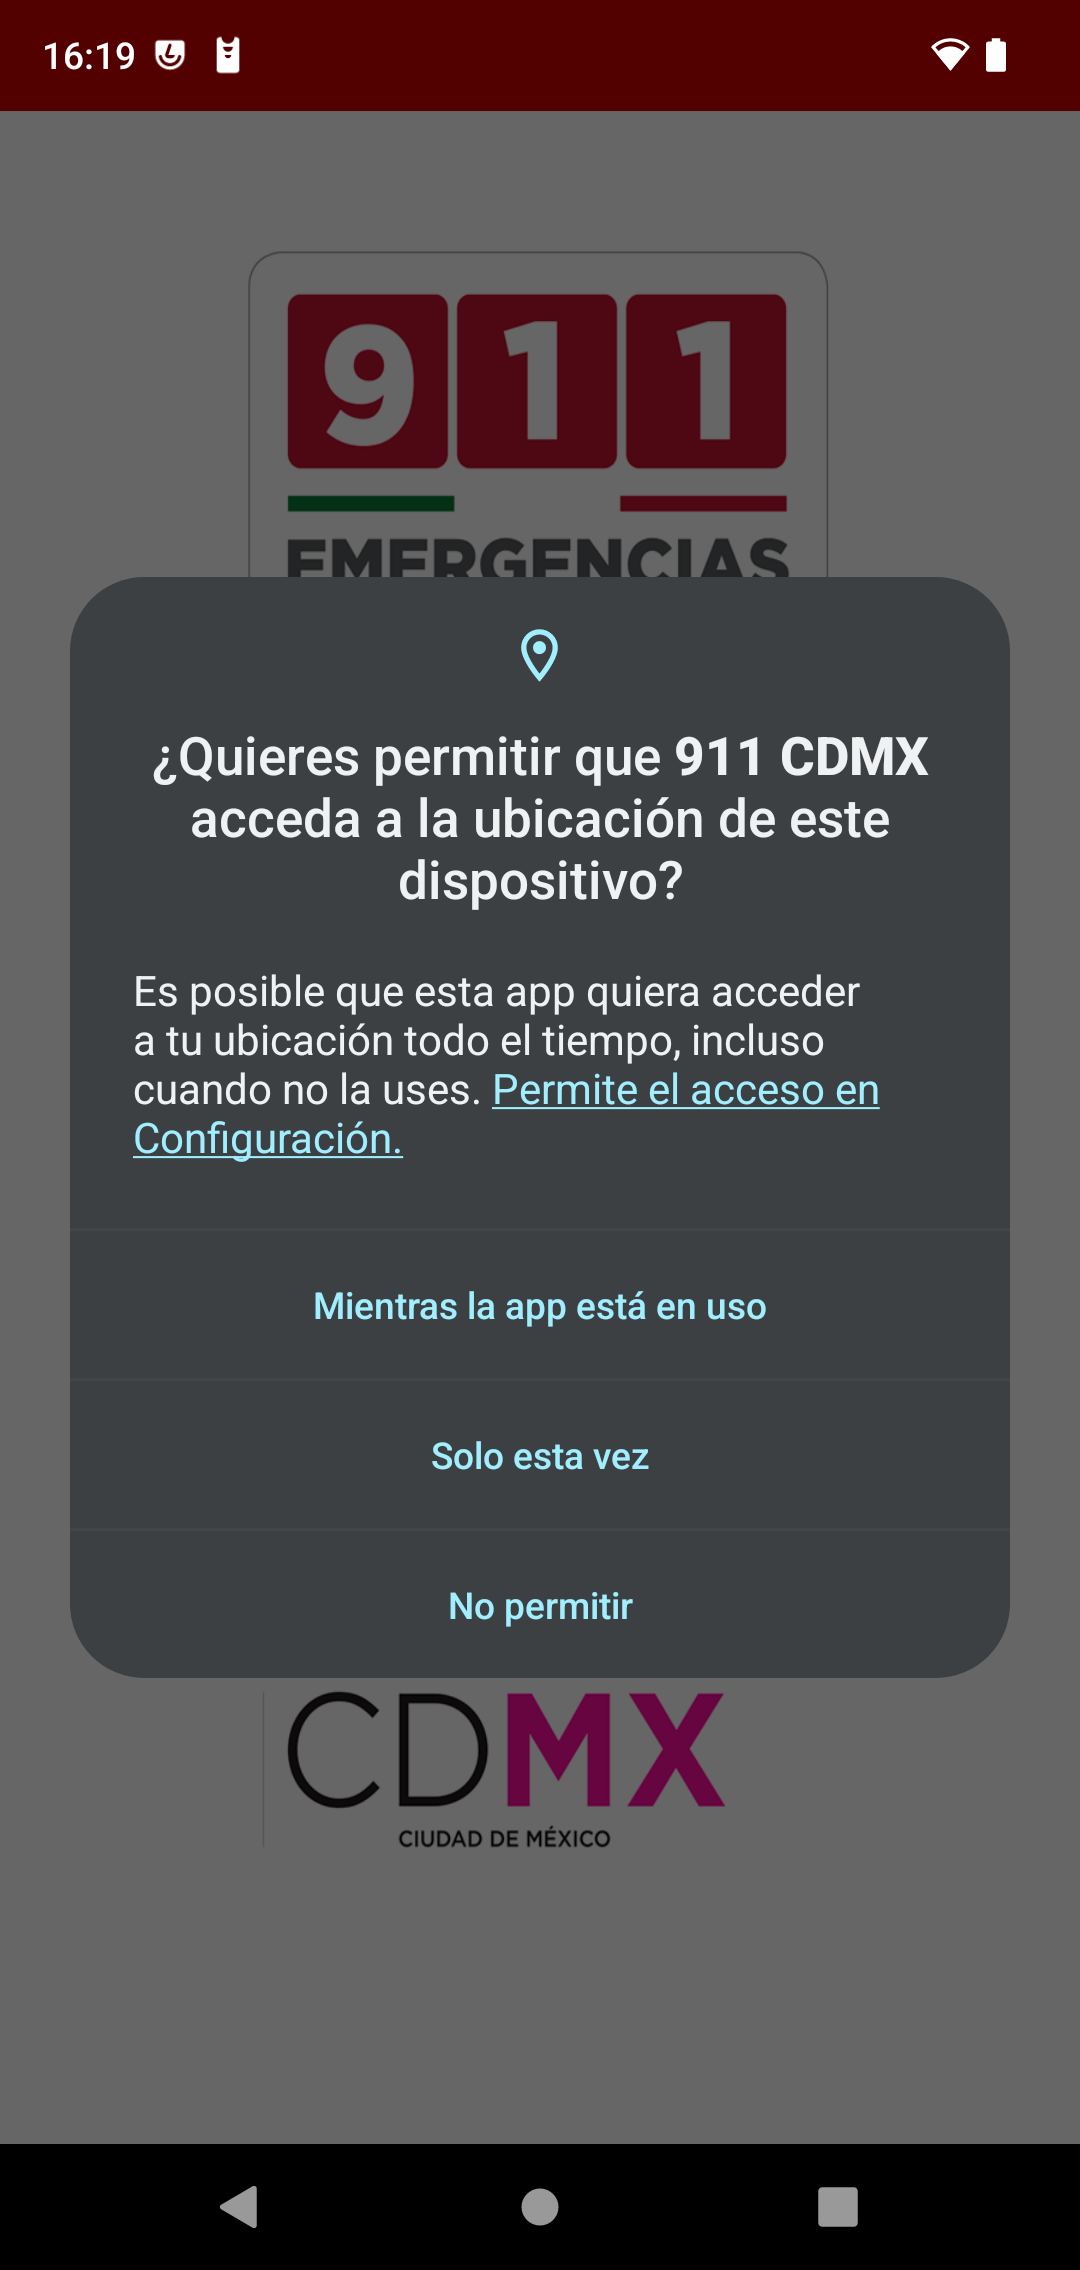 16:19
911
EMERGENCIAS
¿Quieres permitir que 911 CDMX
acceda a la ubicación de este
dispositivo?
Es posible que esta app quiera acceder
a tu ubicación todo el tiempo, incluso
cuando no la uses. Permite el acceso en
Configuración.
Mientras la app está en uso
Solo esta vez
No permitir
CDMX
CIUDAD DE MÉXICO